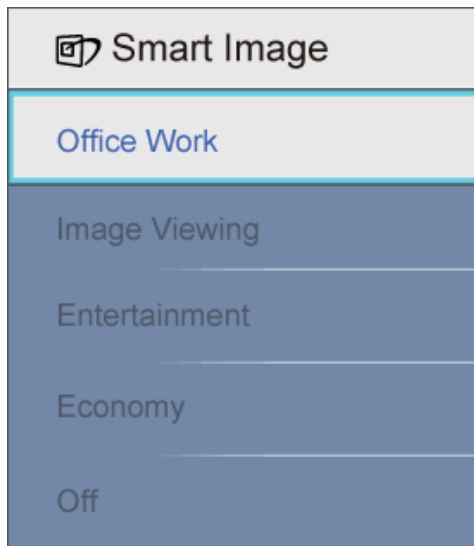 Smart Image
Office Work
Image Viewing
Entertainment
Economy
Off